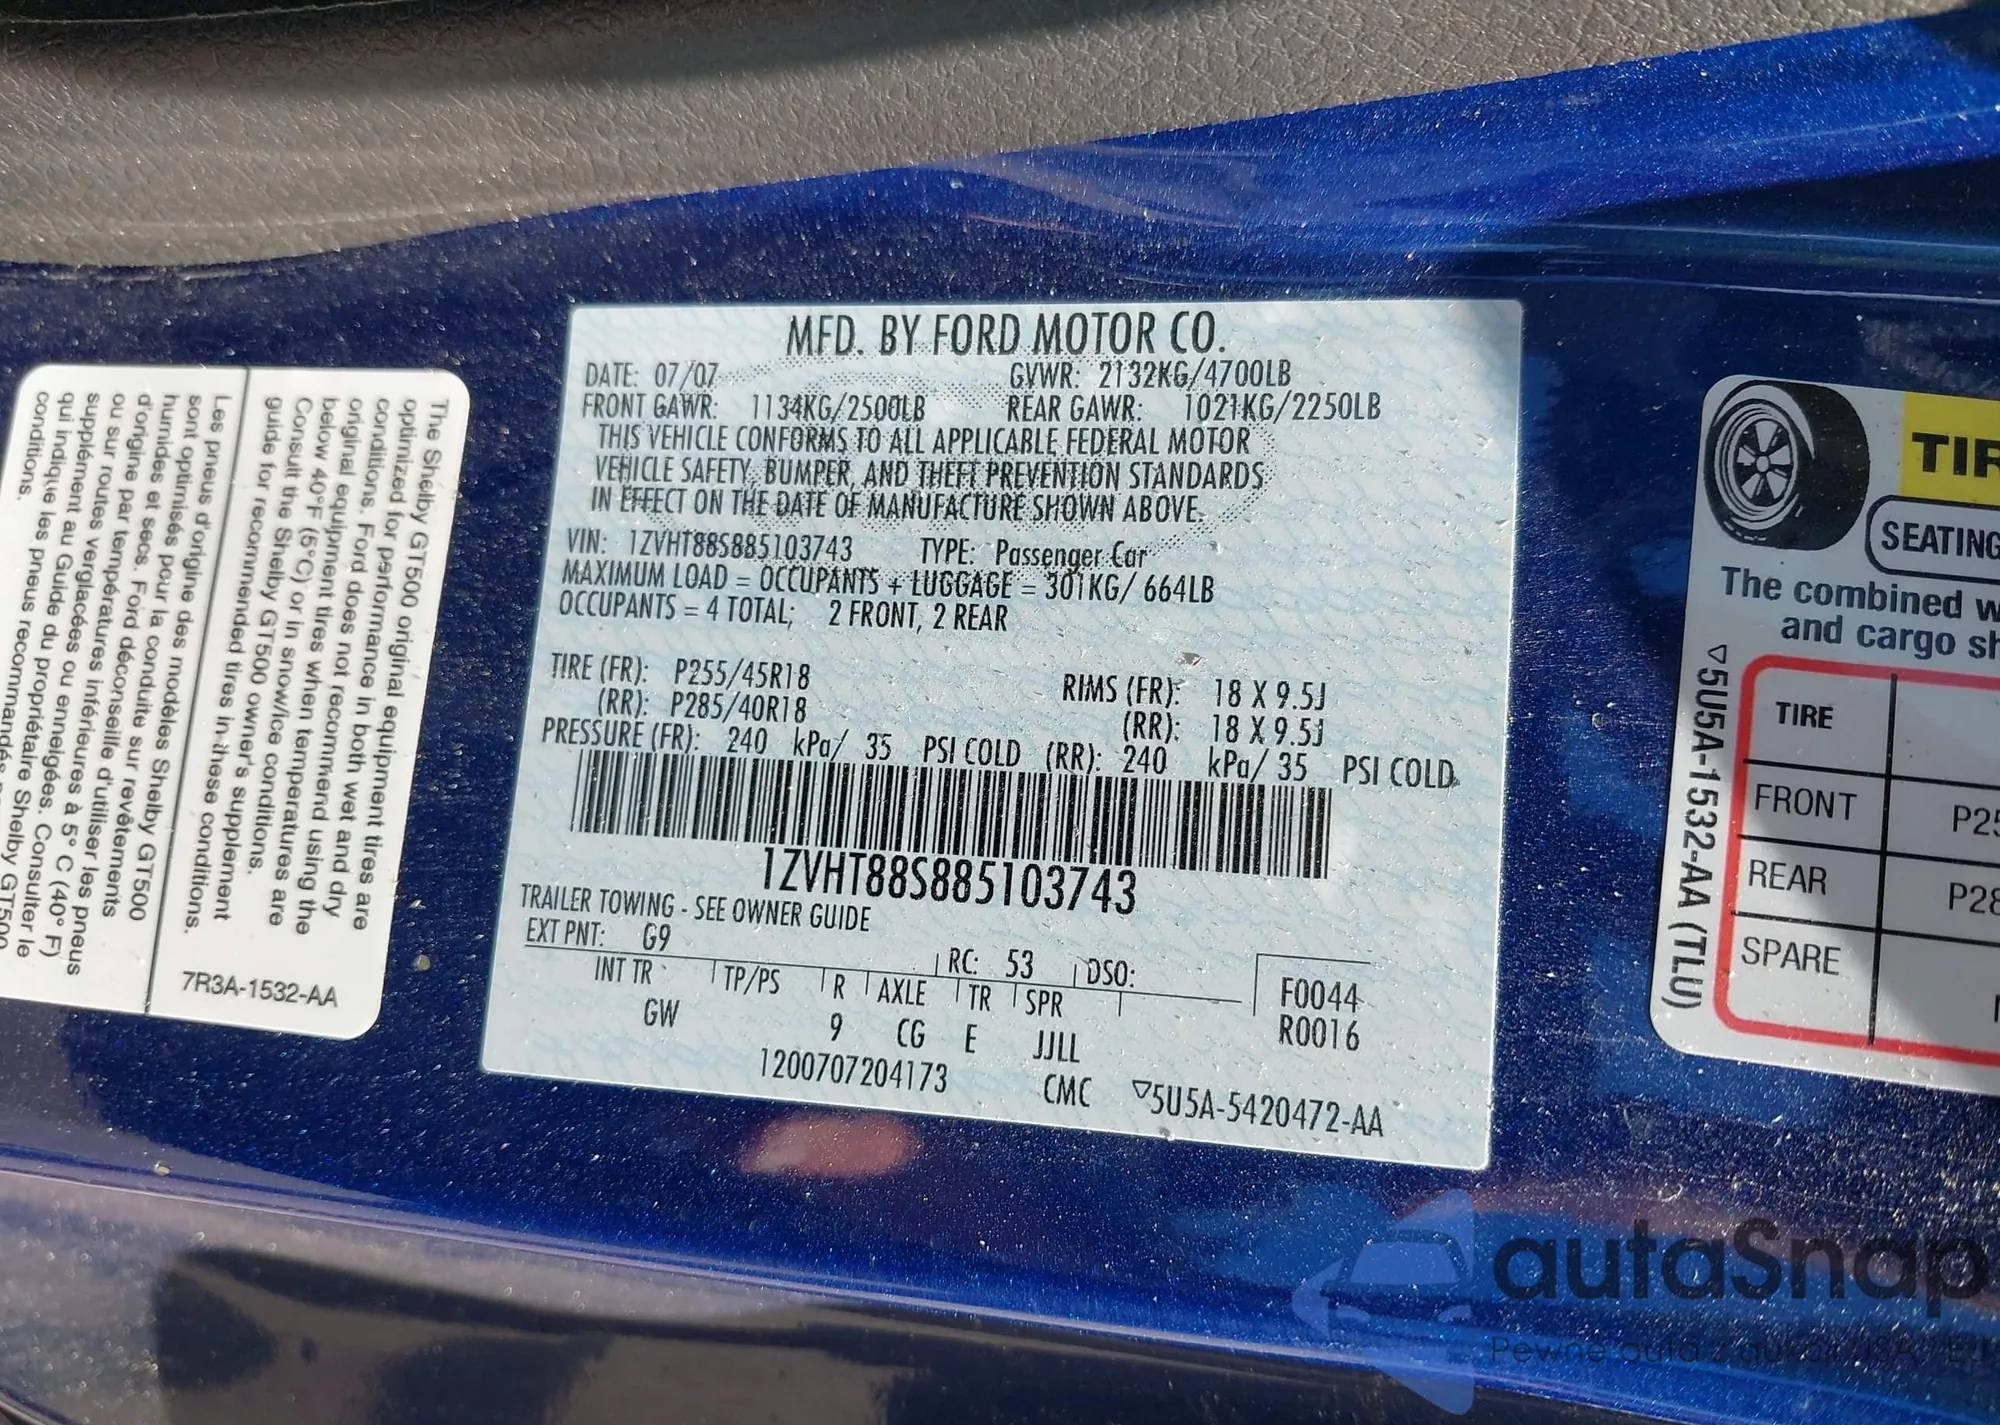 The Shelby GT500 original equipment tires are
optimized for performance in both wet and dry
conditions. Ford does not recommend using the
original equipment tires when temperatures are
below 40°F (5°C) or in snow/ice conditions.
Consult the Shelby GT500 owner's supplement
guide for recommended tires in these conditions.
Les pneus d'origine des modèles Shelby GT500
sont optimisés pour la conduite sur revêtements
humides et secs. Ford déconseille d'utiliser les pneus
d'origine par températures inférieures à 5° C (40° F)
ou sur routes verglacées ou enneigées. Consulter le
supplément au Guide du propriétaire Shelby GT500
qui indique les pneus recommandés
conditions.
7R3A-1532-AA
MFD. BY FORD MOTOR CO.
DATE: 07/07 GVWR: 2132KG/4700LB
FRONT GAWR: 1134KG/2500LB REAR GAWR: 1021KG/2250LB
THIS VEHICLE CONFORMS TO ALL APPLICABLE FEDERAL MOTOR
VEHICLE SAFETY, BUMPER, AND THEFT PREVENTION STANDARDS
IN EFFECT ON THE DATE OF MANUFACTURE SHOWN ABOVE.
VIN: 1ZVHT88S885103743 TYPE: Passenger Car
MAXIMUM LOAD = OCCUPANTS + LUGGAGE = 301KG/ 664LB
OCCUPANTS = 4 TOTAL; 2 FRONT, 2 REAR
TIRE (FR): P255/45R18 RIMS (FR): 18 X 9.5J
(RR): P285/40R18 (RR): 18 X 9.5J
PRESSURE (FR): 240 kPa/ 35 PSI COLD (RR): 240 kPa/ 35 PSI COLD
1ZVHT88S885103743
TRAILER TOWING - SEE OWNER GUIDE
EXT PNT: G9 RC: 53 DSO:
INT TR TP/PS R AXLE TR SPR F0044
GW 9 CG E JJLL R0016
1200707204173 CMC ▽5U5A-5420472-AA
TIR
SEATING
The combined w
and cargo sh
▽5U5A-1532-AA (TLU)
TIRE
FRONT P25
REAR P28
SPARE
autaSnap
Pewne auta z aukcji USA